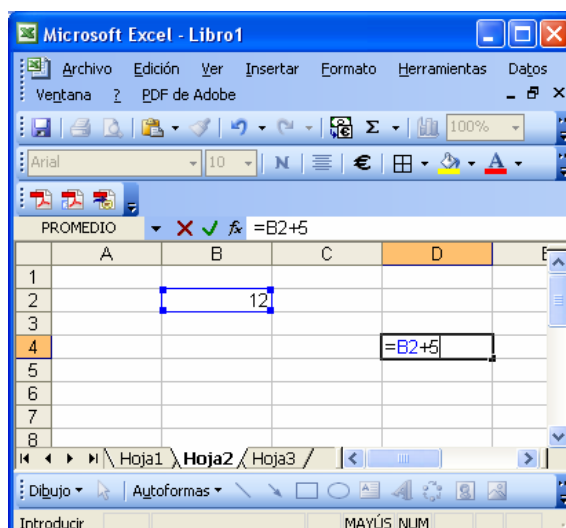 Microsoft Excel - Libro1
Archivo Edición Ver Insertar Formato Herramientas Datos
Ventana ? PDF de Adobe
Σ 100%
Arial 10 N €  A
PROMEDIO fx =B2+5
A B C D E
1
2 12
3
4 =B2+5
5
6
7
8
Hoja1 Hoja2 Hoja3
Dibujo Autoformas A
Introducir MAYÚS NUM